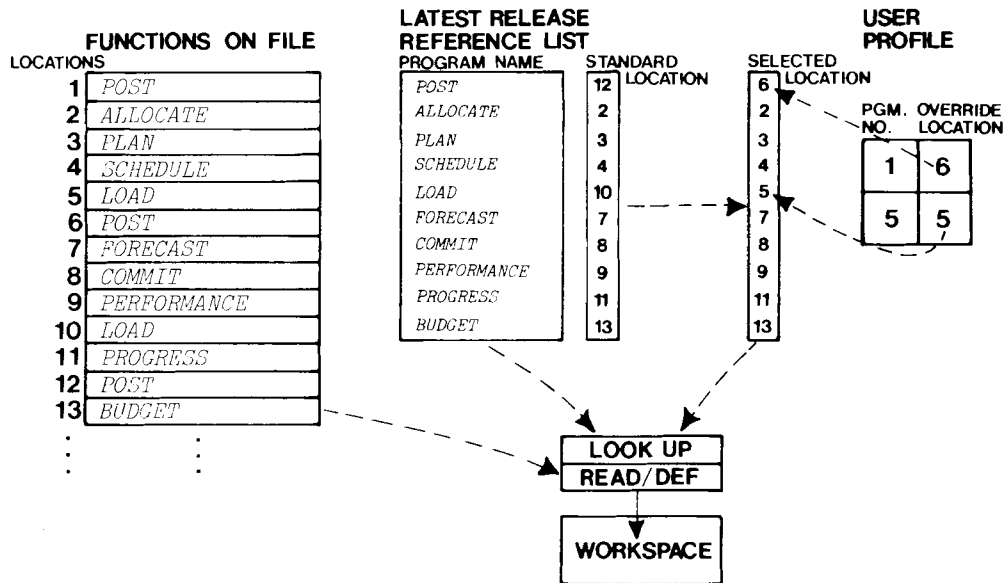 FUNCTIONS ON FILE
LOCATIONS
1 POST
2 ALLOCATE
3 PLAN
4 SCHEDULE
5 LOAD
6 POST
7 FORECAST
8 COMMIT
9 PERFORMANCE
10 LOAD
11 PROGRESS
12 POST
13 BUDGET
LATEST RELEASE
REFERENCE LIST
PROGRAM NAME
POST
ALLOCATE
PLAN
SCHEDULE
LOAD
FORECAST
COMMIT
PERFORMANCE
PROGRESS
BUDGET
STANDARD
LOCATION
12
2
3
4
10
7
8
9
11
13
SELECTED
LOCATION
6
2
3
4
5
7
8
9
11
13
USER
PROFILE
PGM. OVERRIDE
NO. LOCATION
1 6
5 5
LOOK UP
READ/DEF
WORKSPACE